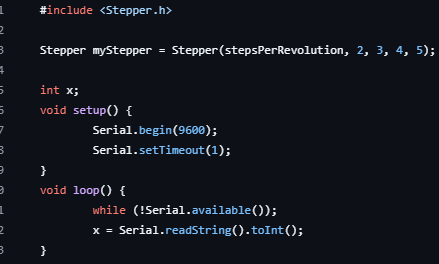 1 #include <Stepper.h>
2
3 Stepper myStepper = Stepper(stepsPerRevolution, 2, 3, 4, 5);
4
5 int x;
6 void setup() {
7 Serial.begin(9600);
8 Serial.setTimeout(1);
9 }
0 void loop() {
1 while (!Serial.available());
2 x = Serial.readString().toInt();
3 }